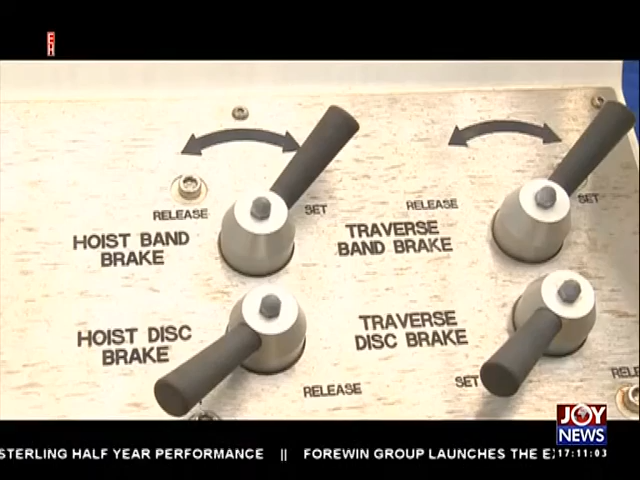 RELEASE
SET
HOIST BAND
BRAKE
RELEASE
SET
TRAVERSE
BAND BRAKE
HOIST DISC
BRAKE
RELEASE
TRAVERSE
DISC BRAKE
SET
RELE
JOY
NEWS
STERLING HALF YEAR PERFORMANCE || FOREWIN GROUP LAUNCHES THE E
17:11:03